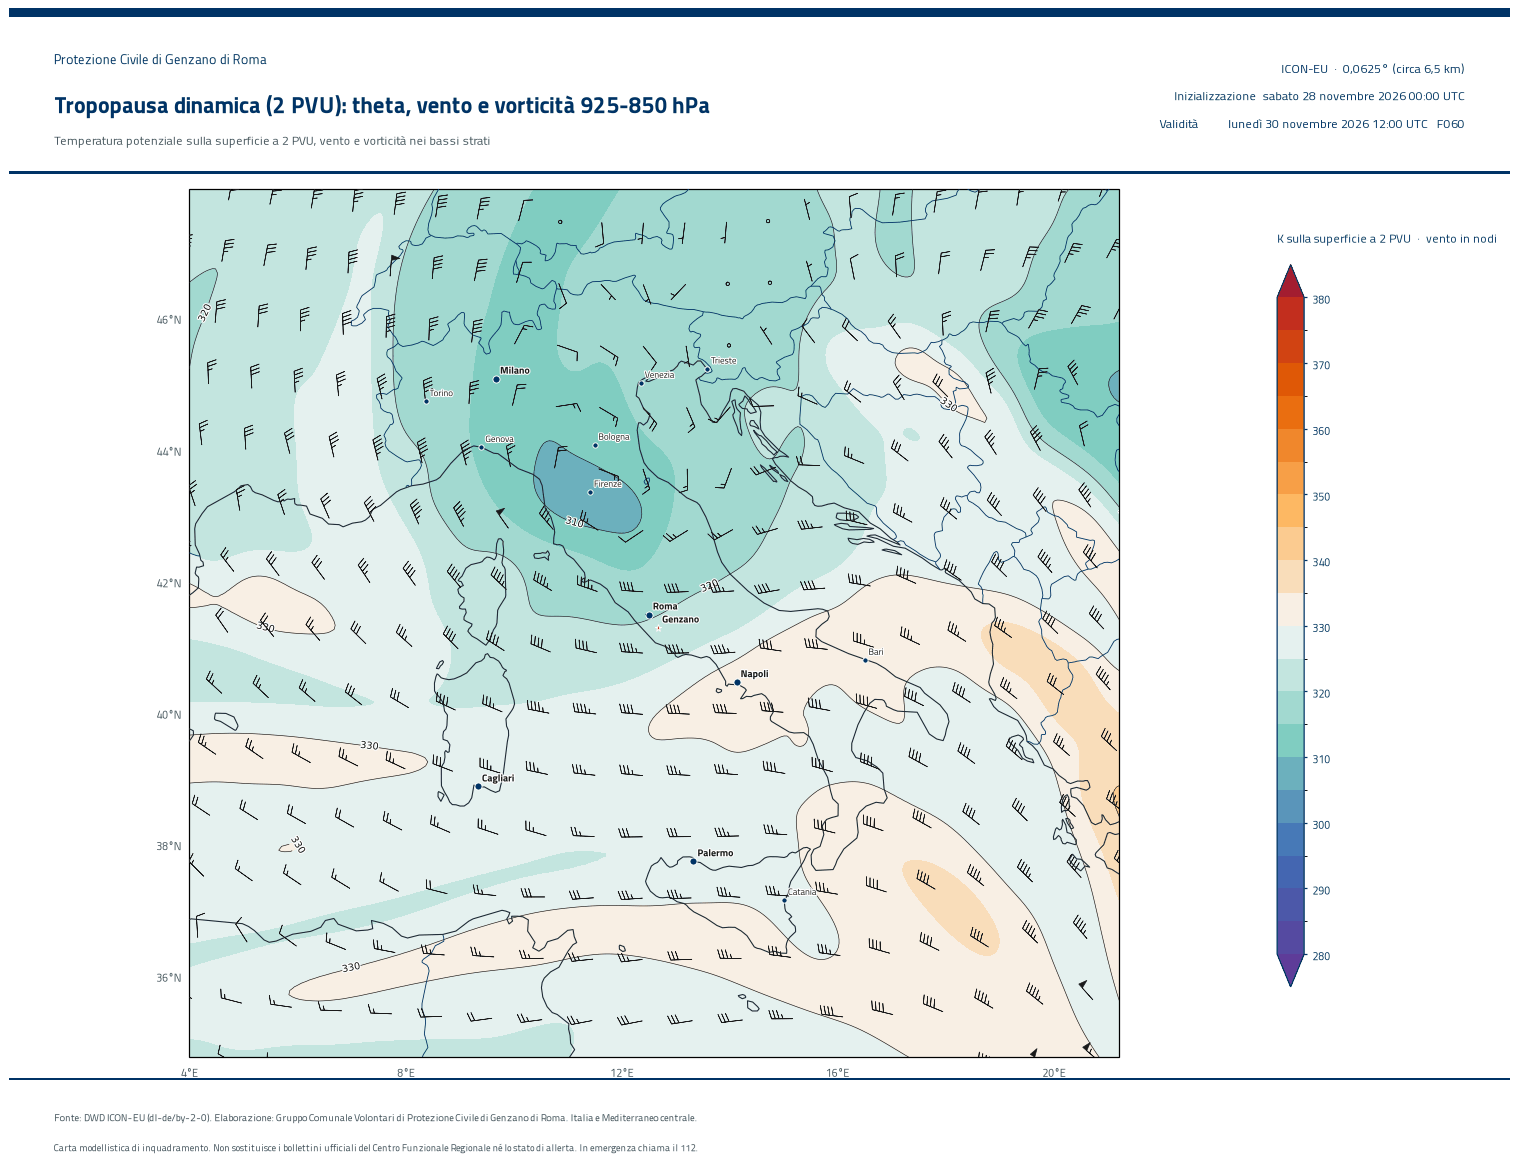 Protezione Civile di Genzano di Roma
Tropopausa dinamica (2 PVU): theta, vento e vorticità 925-850 hPa
Temperatura potenziale sulla superficie a 2 PVU, vento e vorticità nei bassi strati
ICON-EU · 0,0625° (circa 6,5 km)
Inizializzazione sabato 28 novembre 2026 00:00 UTC
Validità lunedì 30 novembre 2026 12:00 UTC F060
K sulla superficie a 2 PVU · vento in nodi
380
370
360
350
340
330
320
310
300
290
280
46°N
44°N
42°N
40°N
38°N
36°N
4°E
8°E
12°E
16°E
20°E
320
Milano
Torino
Trieste
Venezia
330
Genova
Bologna
Firenze
310
320
Roma
Genzano
330
Bari
Napoli
330
Cagliari
330
Palermo
Catania
330
Fonte: DWD ICON-EU (dl-de/by-2-0). Elaborazione: Gruppo Comunale Volontari di Protezione Civile di Genzano di Roma. Italia e Mediterraneo centrale.
Carta modellistica di inquadramento. Non sostituisce i bollettini ufficiali del Centro Funzionale Regionale né lo stato di allerta. In emergenza chiama il 112.